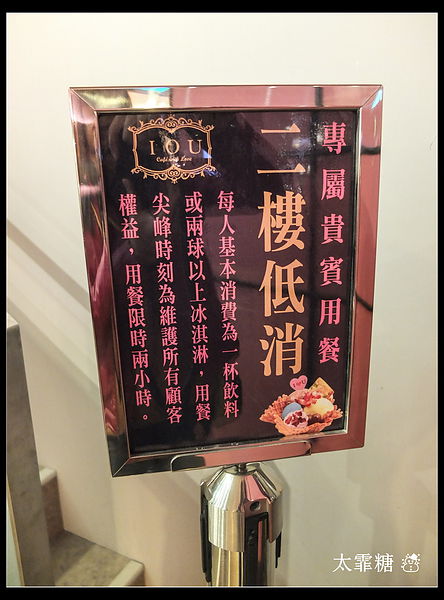 IOU
Café with Love
專屬貴賓用餐
二樓低消
每人基本消費為一杯飲料
或兩球以上冰淇淋，用餐
尖峰時刻為維護所有顧客
權益，用餐限時兩小時。
太霏糖